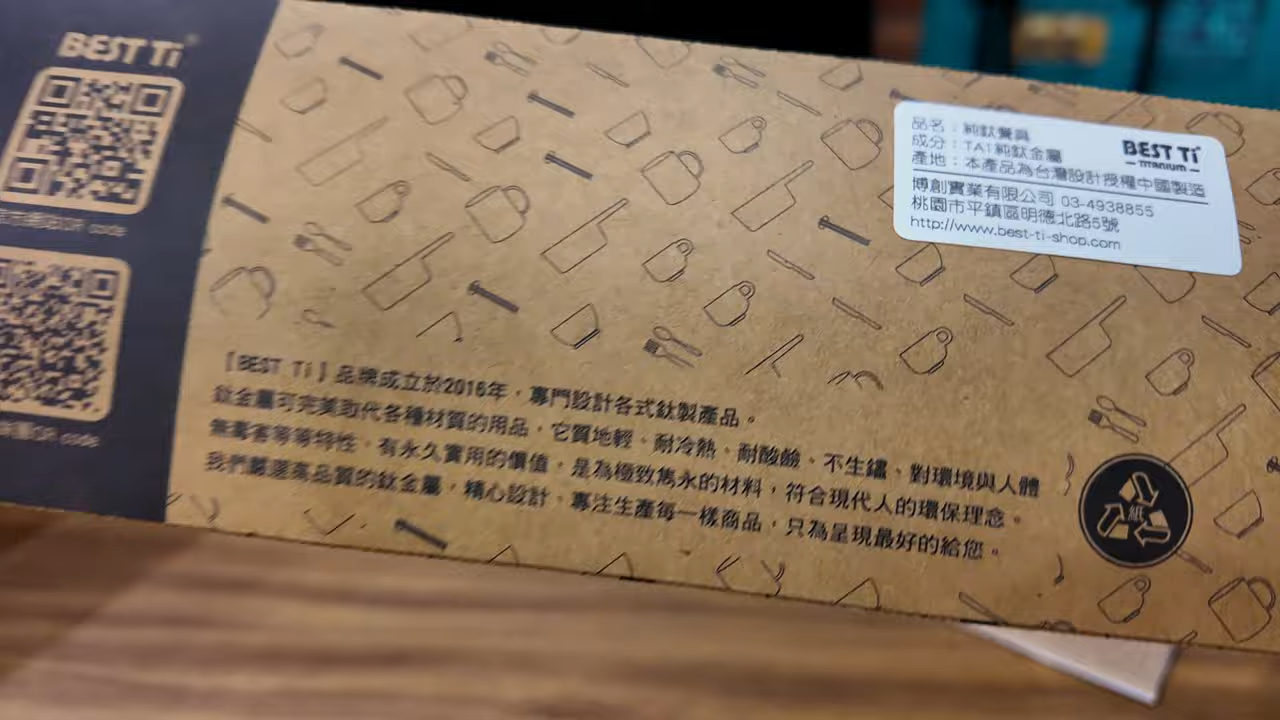 BEST Ti
QR code
QR code
品名：純鈦餐具
成分：TA1純鈦金屬
產地：本產品為台灣設計授權中國製造
BEST Ti
Titanium
博創實業有限公司 03-4938855
桃園市平鎮區明德北路5號
http://www.best-ti-shop.com
【BEST Ti】品牌成立於2016年，專門設計各式鈦製產品。
鈦金屬可完美取代各種材質的用品，它質地輕、耐冷熱、耐酸鹼、不生鏽、對環境與人體
無毒害等等特性，有永久實用的價值，是為極致雋永的材料，符合現代人的環保理念。
我們嚴選高品質的鈦金屬，精心設計，專注生產每一樣商品，只為呈現最好的給您。
紙